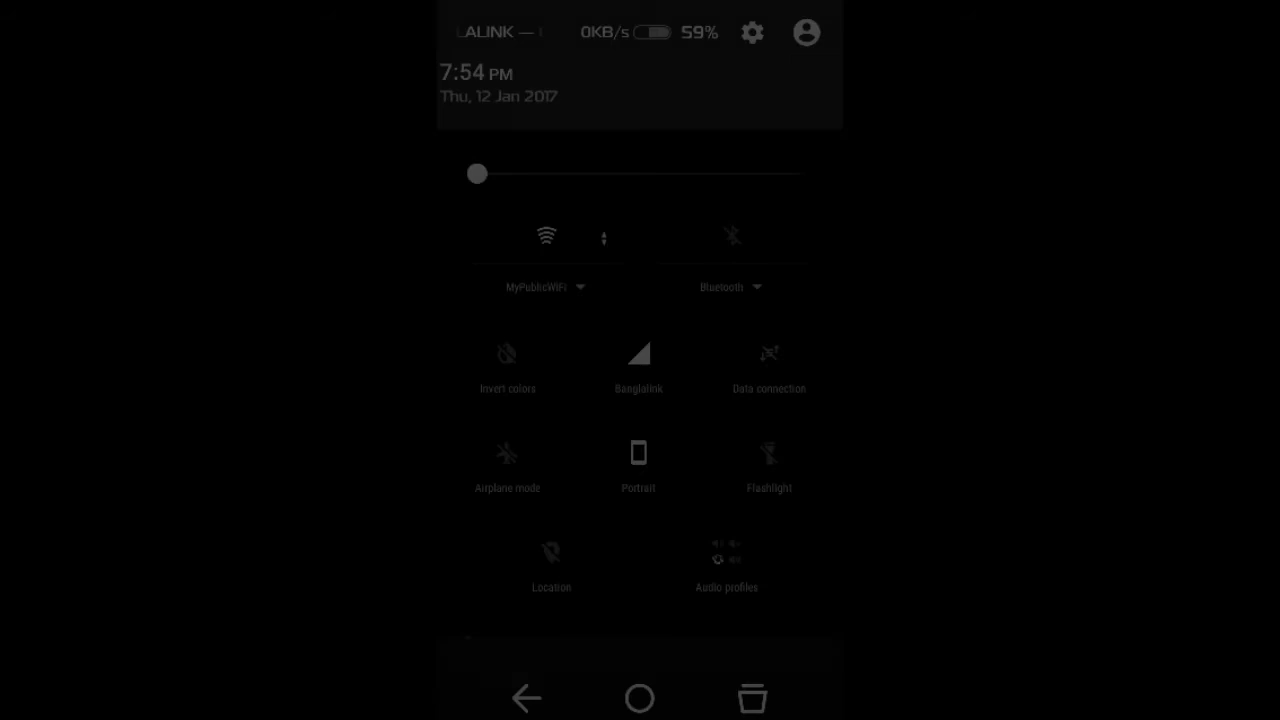 ALINK — 0KB/s 59%
7:54 PM
Thu, 12 Jan 2017
MyPublicWiFi Bluetooth
Invert colors Banglalink Data connection
Airplane mode Portrait Flashlight
Location Audio profiles